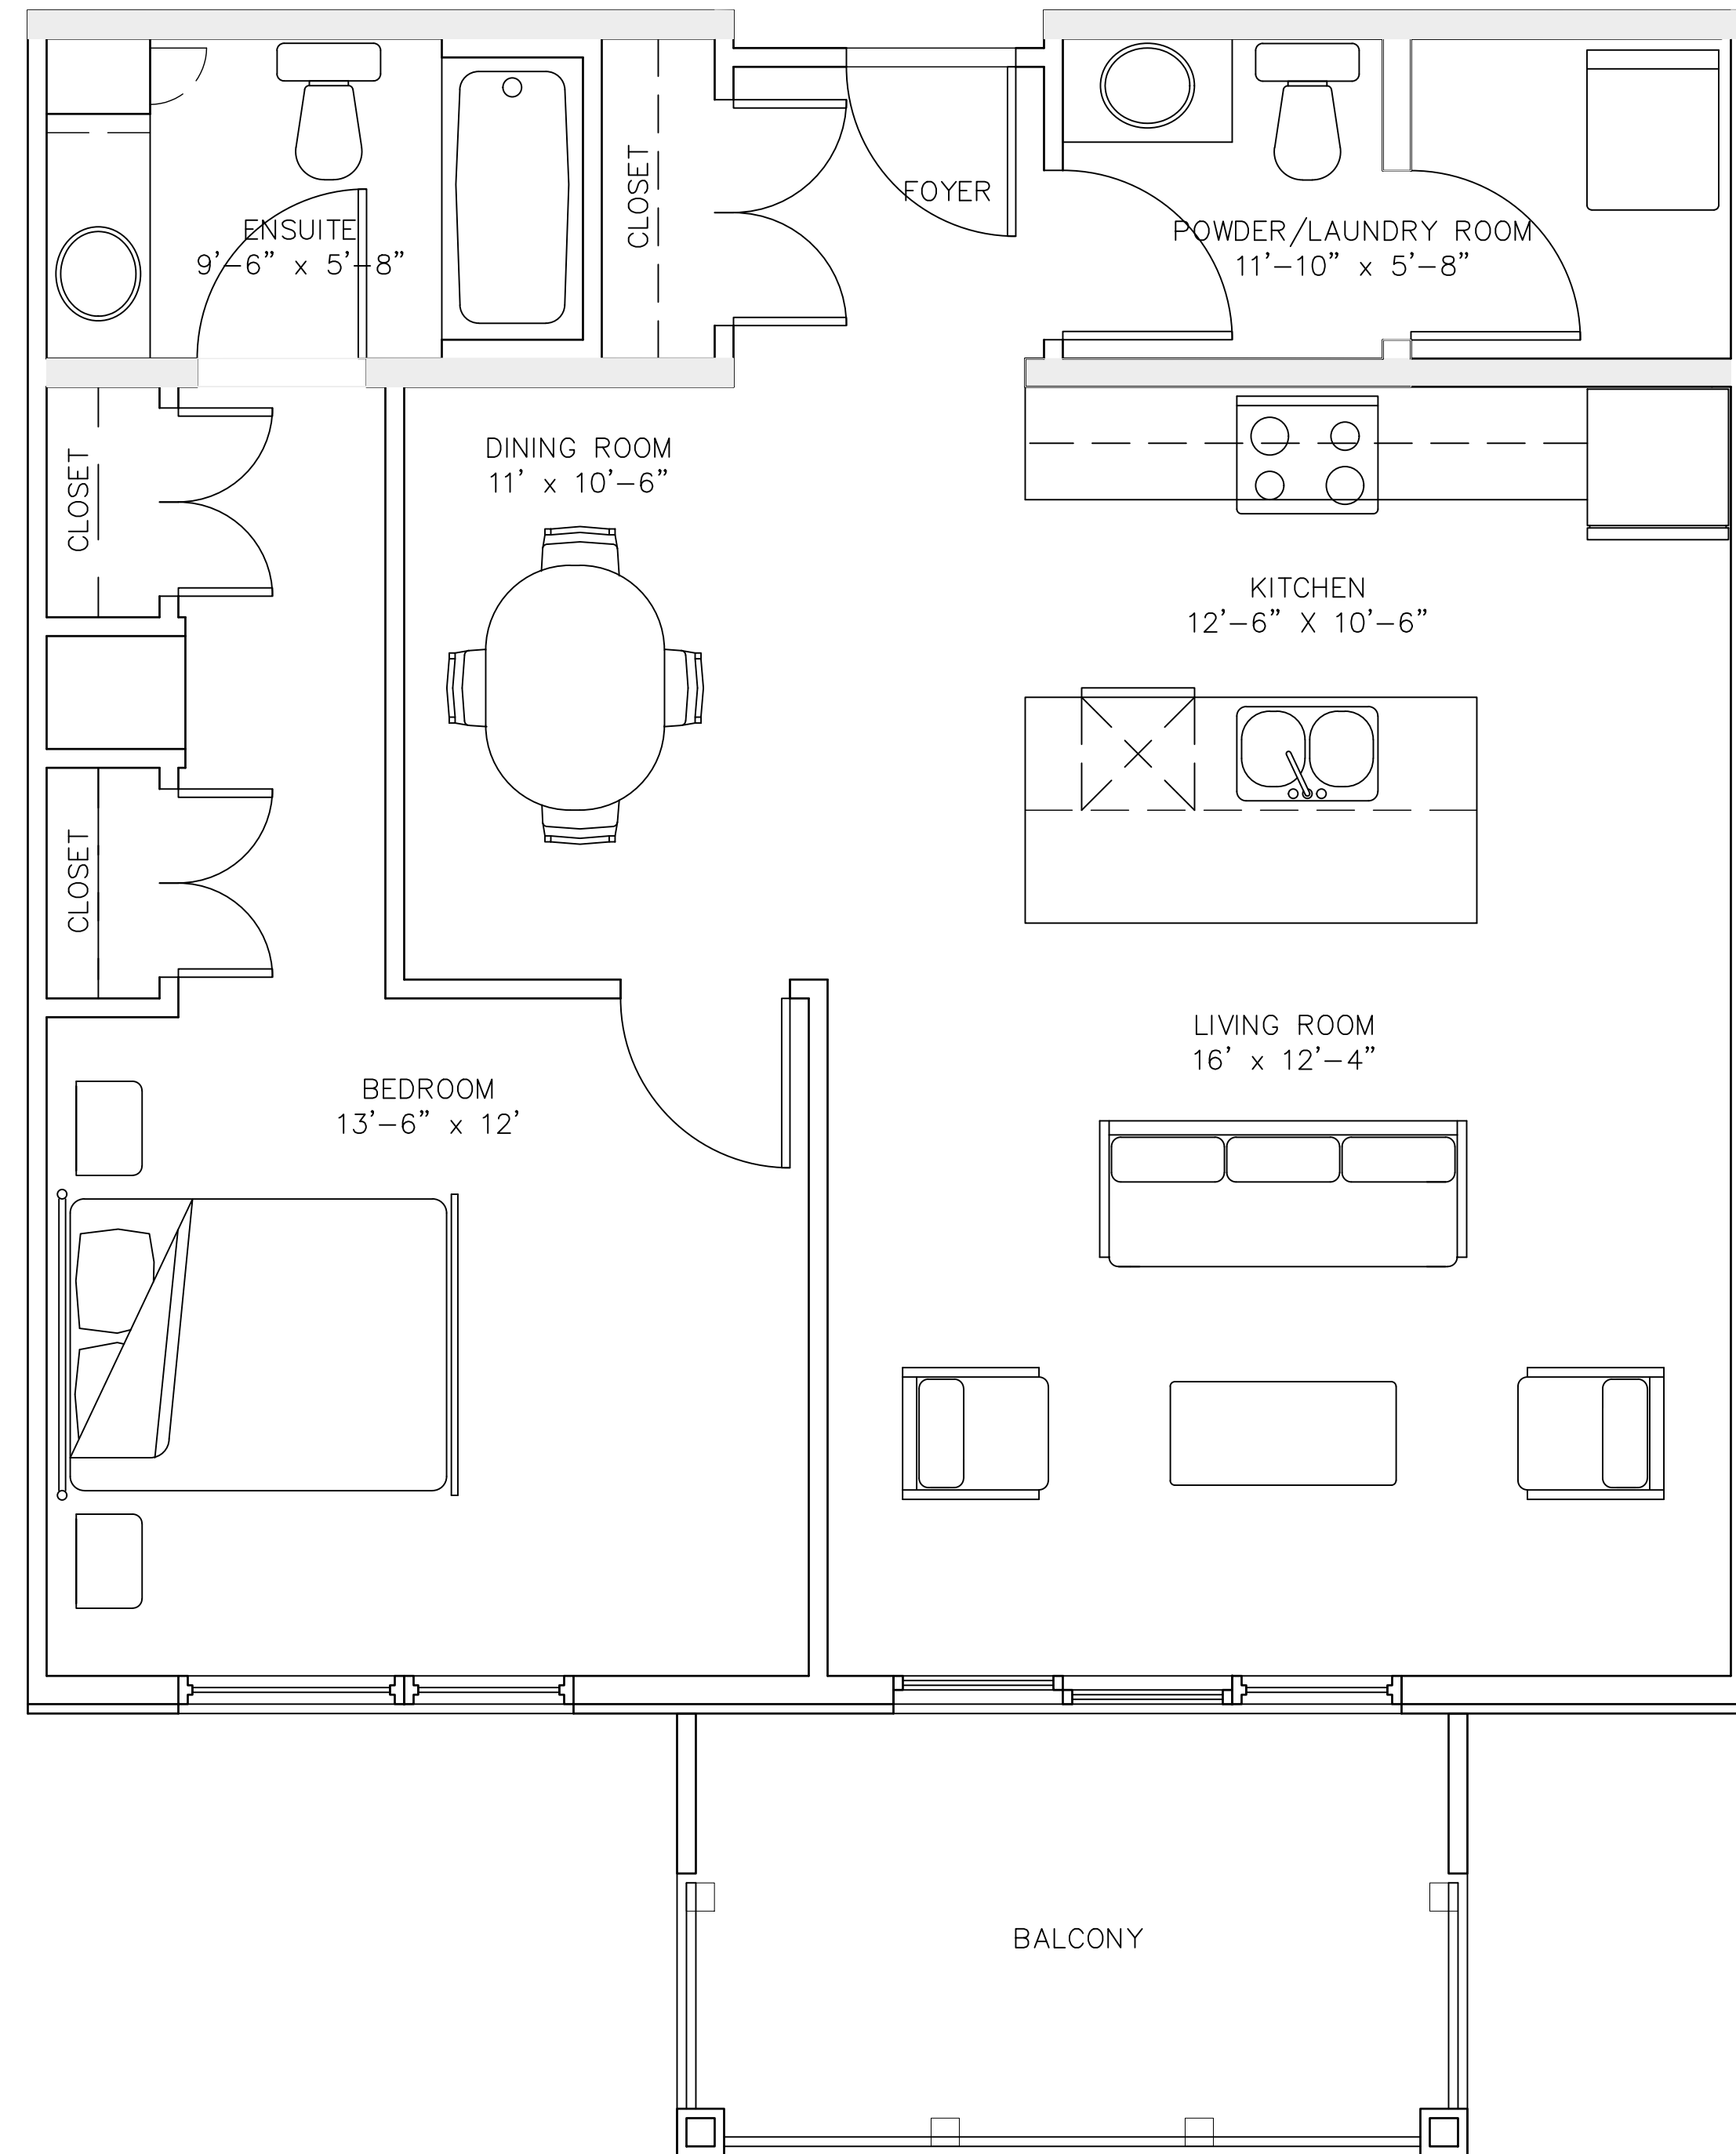 CLOSET
FOYER
ENSUITE
9'-6" x 5'-8"
POWDER/LAUNDRY ROOM
11'-10" x 5'-8"
DINING ROOM
11' x 10'-6"
CLOSET
KITCHEN
12'-6" X 10'-6"
CLOSET
LIVING ROOM
16' x 12'-4"
BEDROOM
13'-6" x 12'
BALCONY